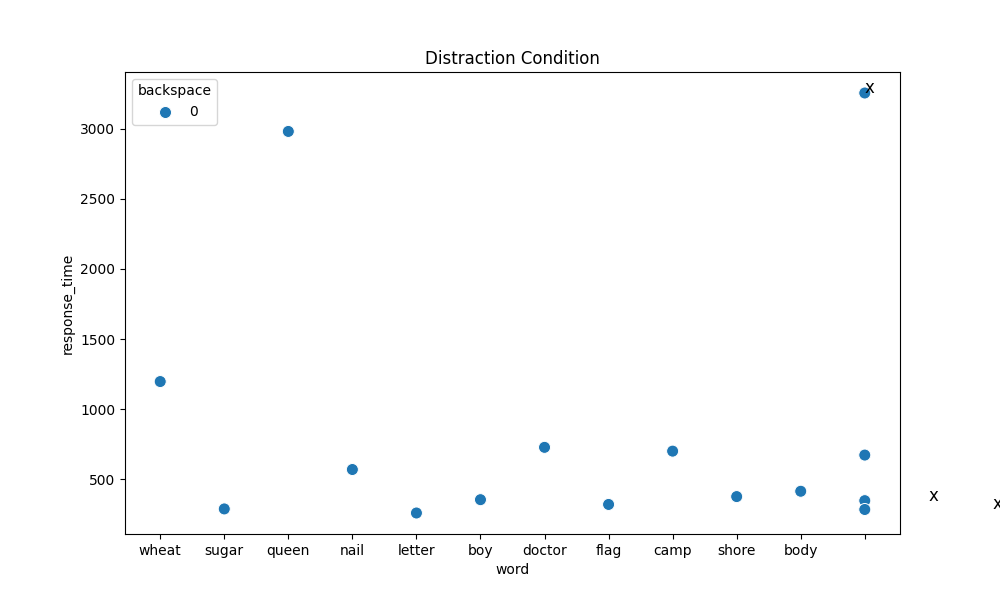 Distraction Condition
backspace
0
x
3000
2500
2000
1500
1000
500
response_time
x
x
wheat sugar queen nail letter boy doctor flag camp shore body
word